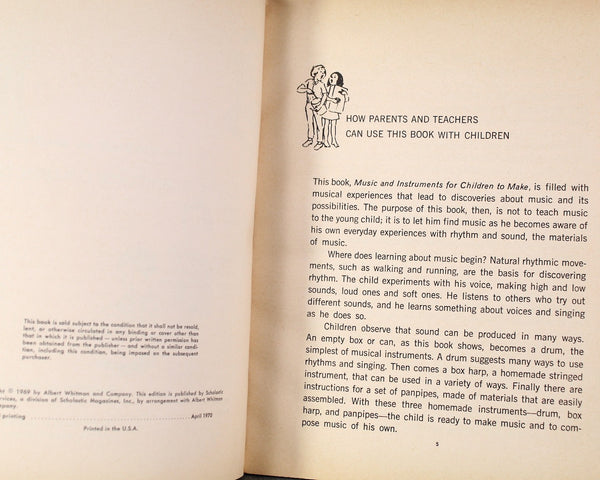 This book is sold subject to the condition that it shall not be resold,
lent, or otherwise circulated in any binding or cover other than
that in which it is published — unless prior written permission has
been obtained from the publisher — and without a similar condi-
tion, including this condition, being imposed on the subsequent
purchaser.
© 1969 by Albert Whitman and Company. This edition is published by Scholastic
a division of Scholastic Magazines, Inc., by arrangement with Albert Whitman
printing April 1970
Printed in the U.S.A.
HOW PARENTS AND TEACHERS
CAN USE THIS BOOK WITH CHILDREN
This book, Music and Instruments for Children to Make, is filled with
musical experiences that lead to discoveries about music and its
possibilities. The purpose of this book, then, is not to teach music
to the young child; it is to let him find music as he becomes aware of
his own everyday experiences with rhythm and sound, the materials
of music.
Where does learning about music begin? Natural rhythmic move-
ments, such as walking and running, are the basis for discovering
rhythm. The child experiments with his voice, making high and low
sounds, loud ones and soft ones. He listens to others who try out
different sounds, and he learns something about voices and singing
as he does so.
Children observe that sound can be produced in many ways.
An empty box or can, as this book shows, becomes a drum, the
simplest of musical instruments. A drum suggests many ways to use
rhythms and singing. Then comes a box harp, a homemade stringed
instrument, that can be used in a variety of ways. Finally there are
instructions for a set of panpipes, made of materials that are easily
assembled. With these three homemade instruments—drum, box
harp, and panpipes—the child is ready to make music and to com-
pose music of his own.
5